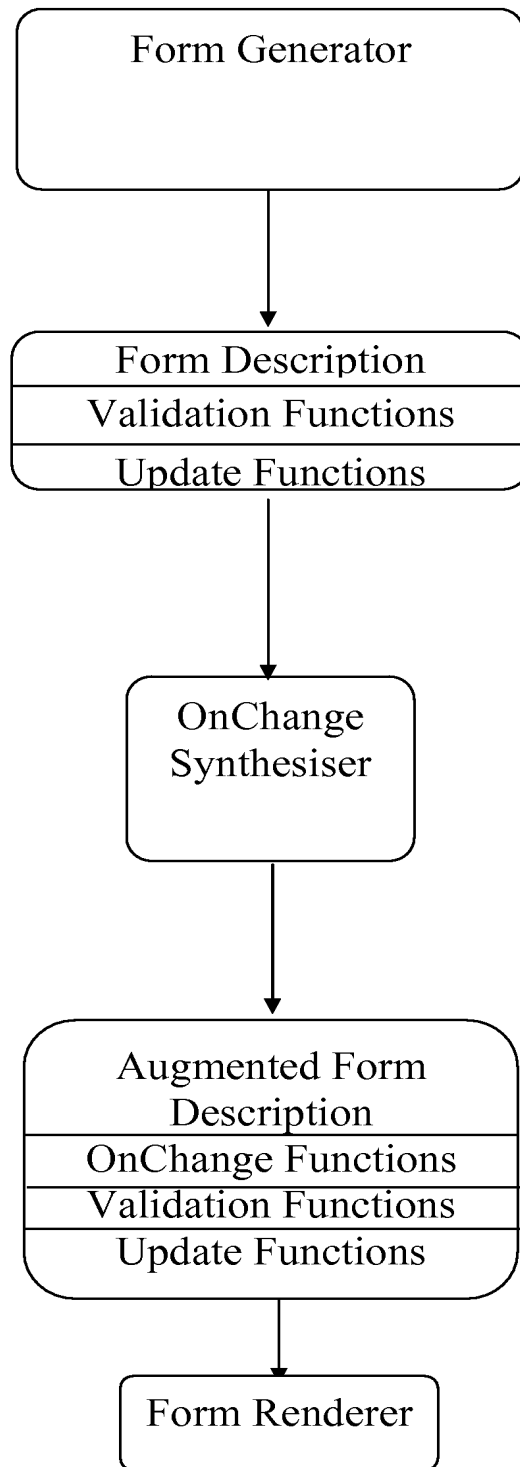 Form Generator
Form Description
Validation Functions
Update Functions
OnChange
Synthesiser
Augmented Form
Description
OnChange Functions
Validation Functions
Update Functions
Form Renderer